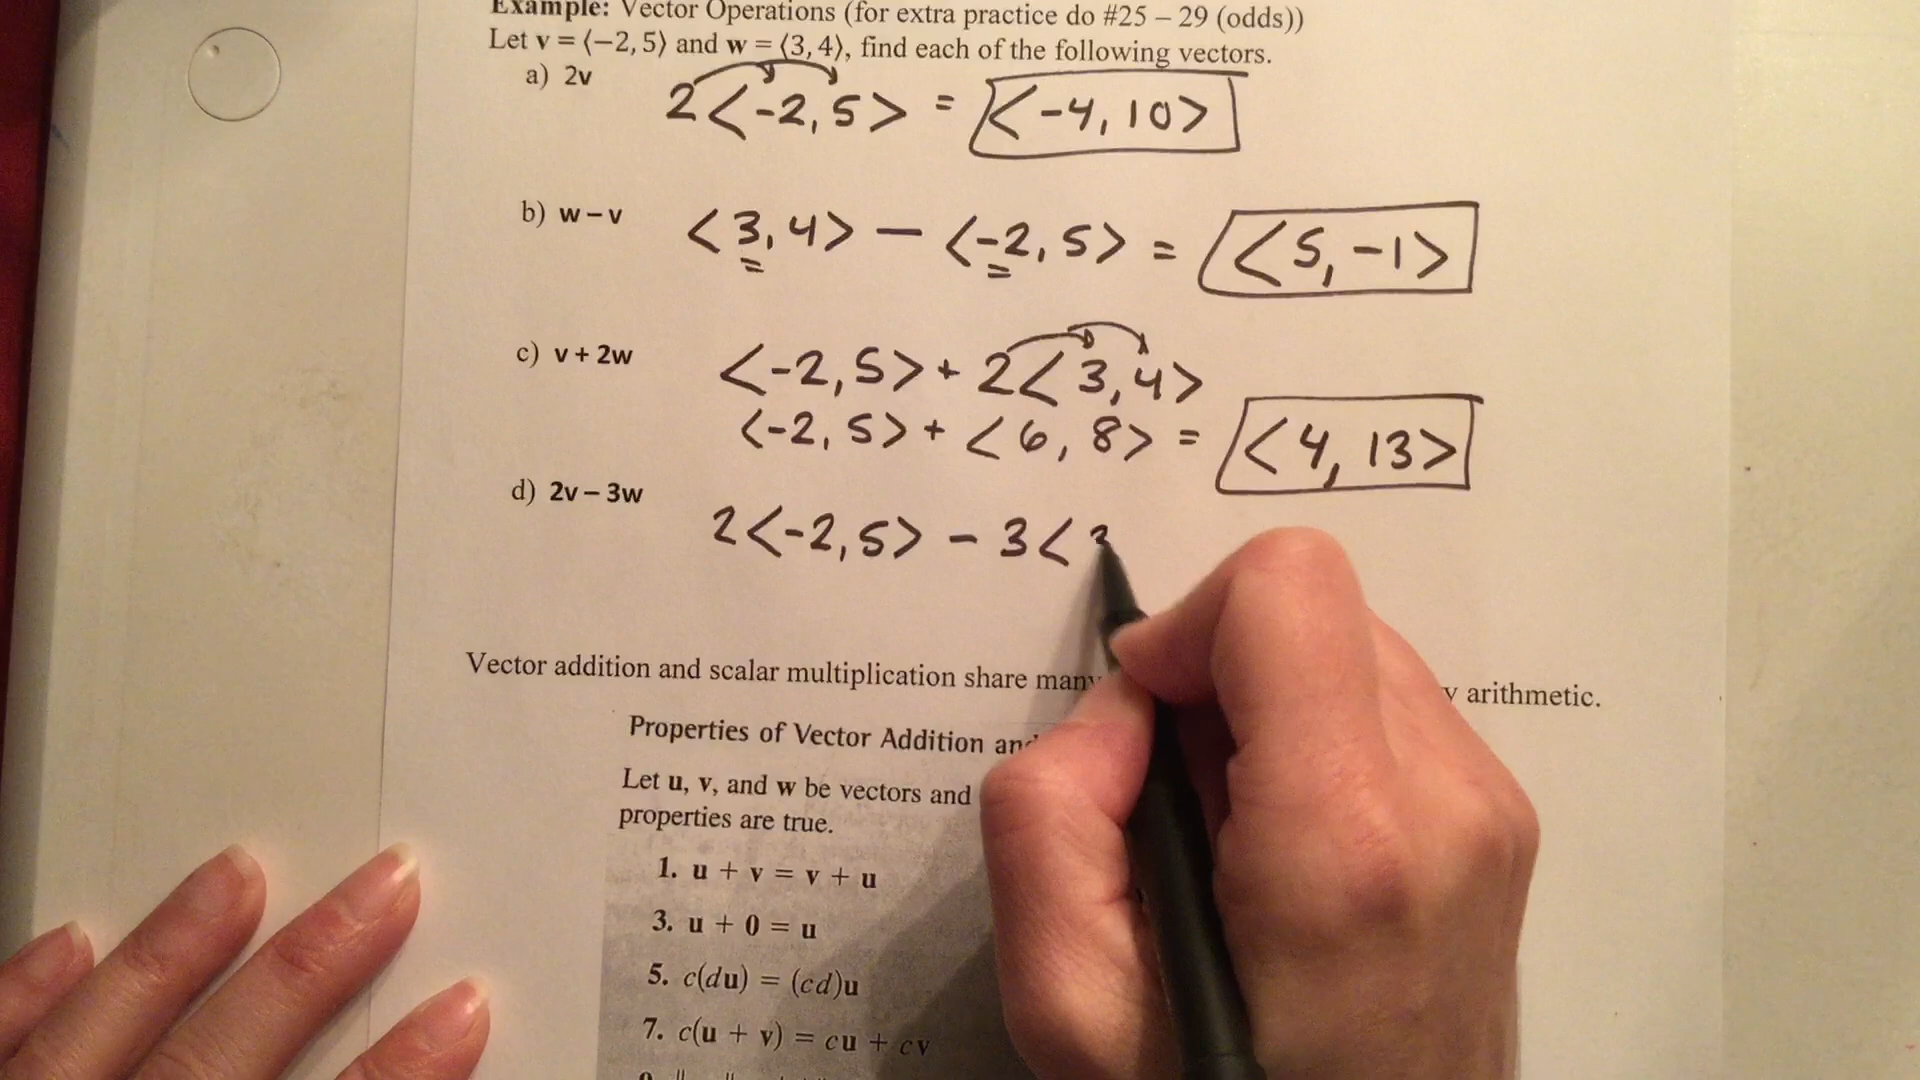 Example: Vector Operations (for extra practice do #25 – 29 (odds))
Let v = ⟨−2, 5⟩ and w = ⟨3, 4⟩, find each of the following vectors.
a) 2v 2<-2,5> = <-4,10>
b) w – v <3,4> — <-2,5> = <5,-1>
c) v + 2w <-2,5> + 2<3,4>
<-2,5> + <6,8> = <4,13>
d) 2v – 3w 2<-2,5> - 3<3
Vector addition and scalar multiplication share many arithmetic.
Properties of Vector Addition and
Let u, v, and w be vectors and
properties are true.
1. u + v = v + u
3. u + 0 = u
5. c(du) = (cd)u
7. c(u + v) = cu + cv